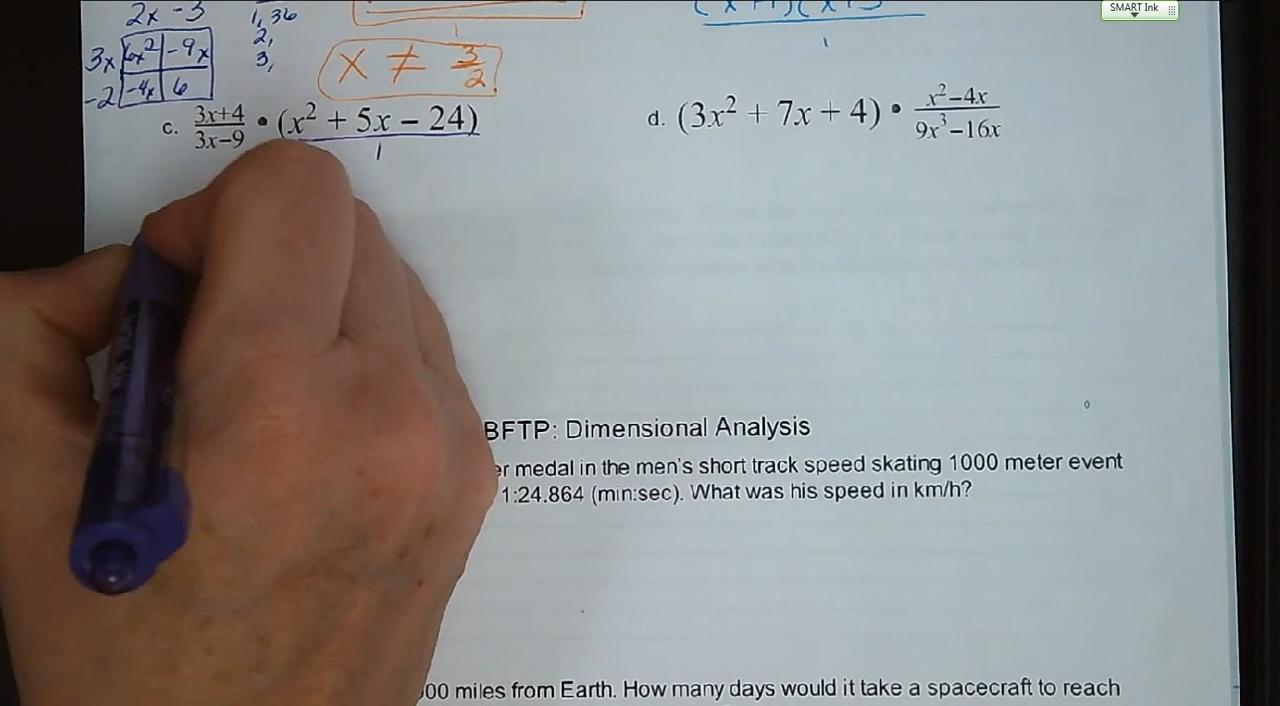 2x -3
3x 6x² -9x
-2 -4x 6
1, 36
2,
3,
1
x ≠ 3/2
1
SMART Ink
c. 3x+4/3x−9 • (x² + 5x − 24)
1
d. (3x² + 7x + 4) • x²−4x/9x³−16x
BFTP: Dimensional Analysis
medal in the men's short track speed skating 1000 meter event
1:24.864 (min:sec). What was his speed in km/h?
00 miles from Earth. How many days would it take a spacecraft to reach